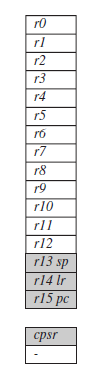 r0
r1
r2
r3
r4
r5
r6
r7
r8
r9
r10
r11
r12
r13 sp
r14 lr
r15 pc
cpsr
-